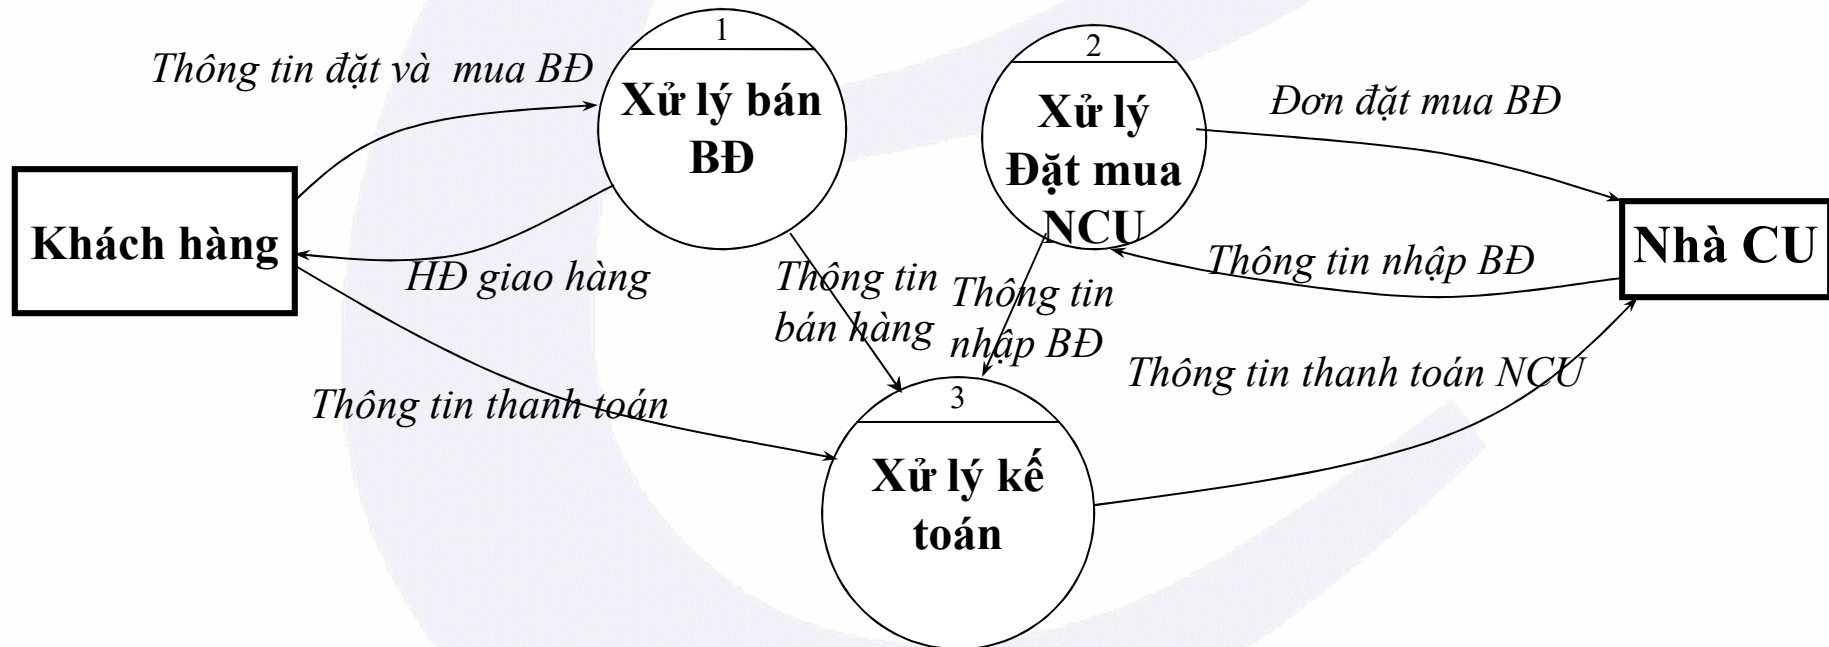 1
2
Thông tin đặt và mua BĐ
Xử lý bán
BĐ
Xử lý
Đặt mua
NCU
Đơn đặt mua BĐ
Khách hàng
Nhà CU
HĐ giao hàng
Thông tin
bán hàng
Thông tin
nhập BĐ
Thông tin nhập BĐ
Thông tin thanh toán
Thông tin thanh toán NCU
3
Xử lý kế
toán